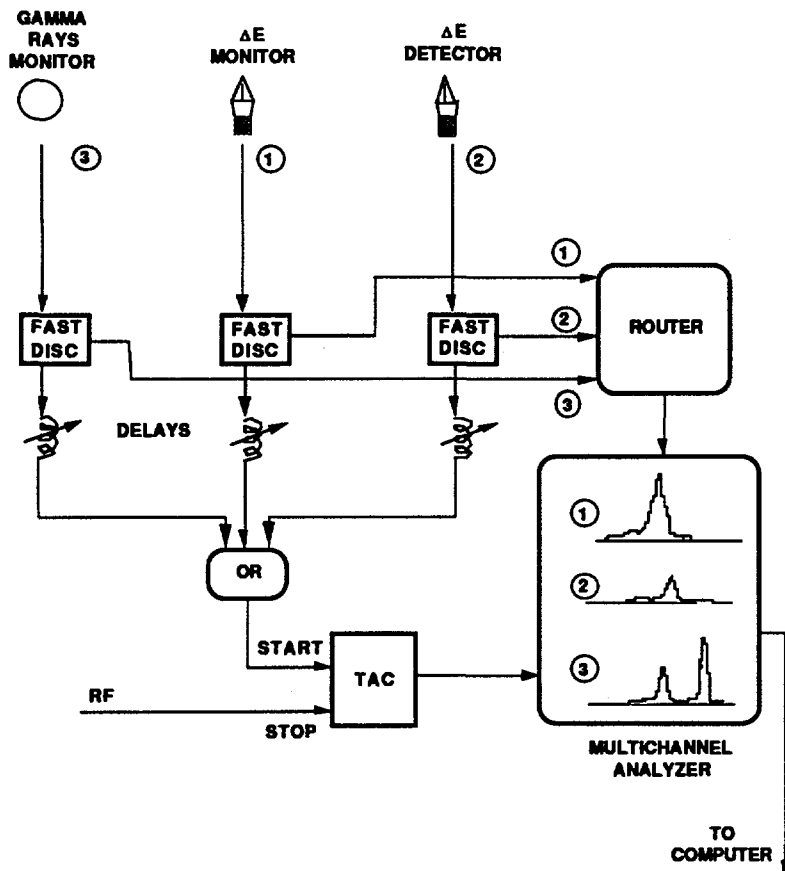 GAMMA
RAYS
MONITOR
ΔE
MONITOR
ΔE
DETECTOR
③
①
②
①
②
③
FAST
DISC
FAST
DISC
FAST
DISC
ROUTER
DELAYS
OR
START
RF
STOP
TAC
①
②
③
MULTICHANNEL
ANALYZER
TO
COMPUTER